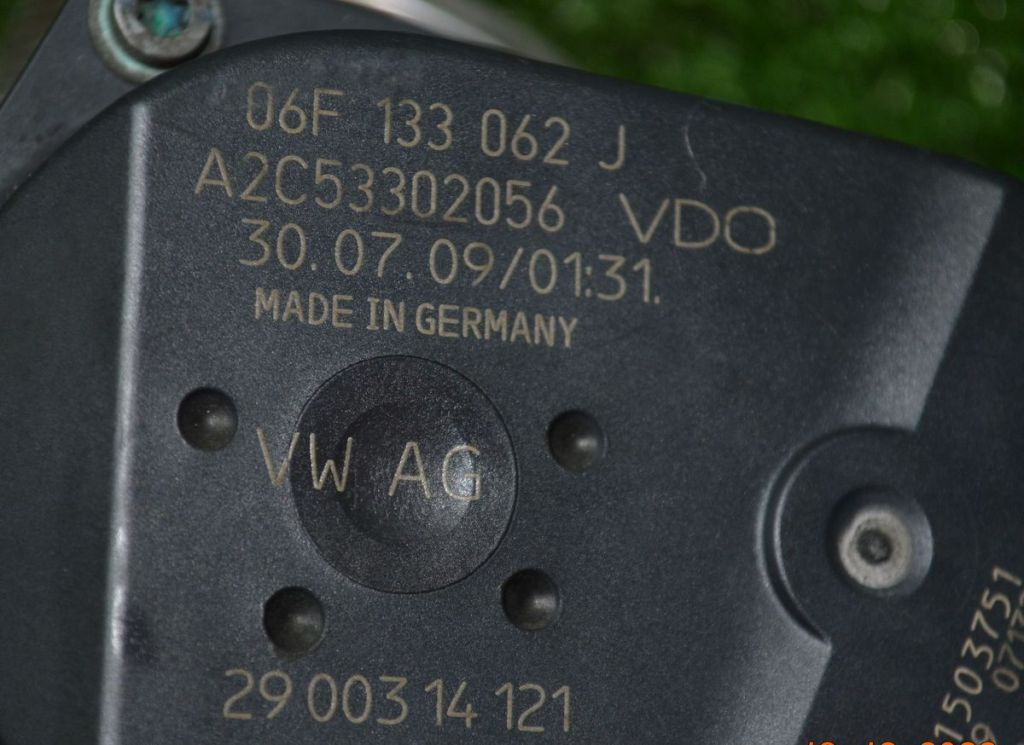 06F 133 062 J
A2C53302056 VDO
30.07.09/01:31.
MADE IN GERMANY
VW AG
29 003 14 121
1503751